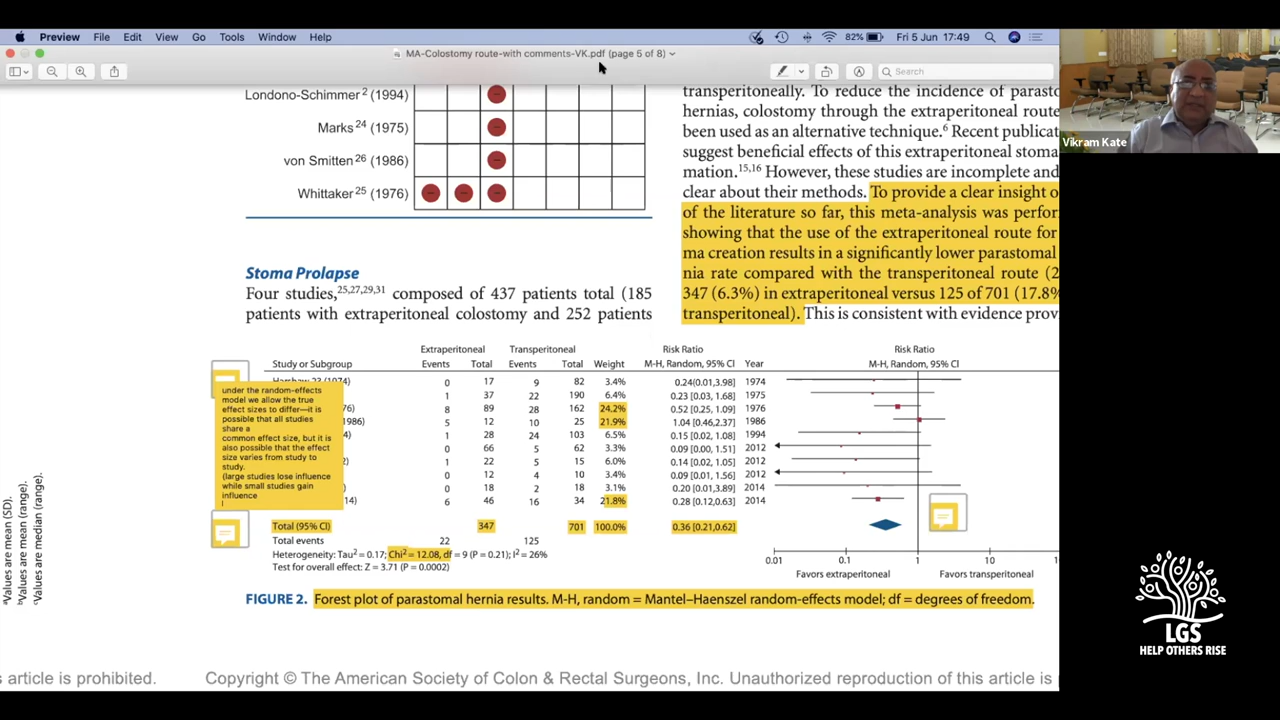 Preview File Edit View Go Tools Window Help 82% Fri 5 Jun 17:49
MA-Colostomy route-with comments-VK.pdf (page 5 of 8)
Search
Londono-Schimmer 2 (1994)
Marks 24 (1975)
von Smitten 26 (1986)
Whittaker 25 (1976)
Stoma Prolapse
Four studies,25,27,29,31 composed of 437 patients total (185
patients with extraperitoneal colostomy and 252 patients
transperitoneally. To reduce the incidence of parasto
hernias, colostomy through the extraperitoneal route
been used as an alternative technique.6 Recent publicat
suggest beneficial effects of this extraperitoneal stoma
mation.15,16 However, these studies are incomplete and
clear about their methods. To provide a clear insight o
of the literature so far, this meta-analysis was perfor
showing that the use of the extraperitoneal route for
ma creation results in a significantly lower parastomal
nia rate compared with the transperitoneal route (2
347 (6.3%) in extraperitoneal versus 125 of 701 (17.8%
transperitoneal). This is consistent with evidence prov
Extraperitoneal Transperitoneal Risk Ratio Risk Ratio
Study or Subgroup Events Total Events Total Weight M-H, Random, 95% CI Year M-H, Random, 95% CI
0 17 9 82 3.4% 0.24(0.01,3.98] 1974
1 37 22 190 6.4% 0.23 [0.03, 1.68] 1975
76) 8 89 28 162 24.2% 0.52 [0.25, 1.09] 1976
1986) 5 12 10 25 21.9% 1.04 [0.46,2.37] 1986
4) 1 28 24 103 6.5% 0.15 [0.02, 1.08] 1994
0 66 5 62 3.3% 0.09 [0.00, 1.51] 2012
2) 1 22 5 15 6.0% 0.14 [0.02, 1.05] 2012
0 12 4 10 3.4% 0.09 [0.01, 1.56] 2012
0 18 2 18 3.1% 0.20 [0.01,3.89] 2014
14) 6 46 16 34 21.8% 0.28 [0.12,0.63] 2014
Total (95% CI) 347 701 100.0% 0.36 [0.21,0.62]
Total events 22 125
Heterogeneity: Tau2 = 0.17; Chi2 = 12.08, df = 9 (P = 0.21); I2 = 26%
Test for overall effect: Z = 3.71 (P = 0.0002)
0.01 0.1 1 10
Favors extraperitoneal Favors transperitoneal
under the random-effects
model we allow the true
effect sizes to differ—it is
possible that all studies
share a
common effect size, but it is
also possible that the effect
size varies from study to
study.
(large studies lose influence
while small studies gain
influence
FIGURE 2. Forest plot of parastomal hernia results. M-H, random = Mantel–Haenszel random-effects model; df = degrees of freedom.
aValues are mean (SD).
bValues are mean (range).
cValues are median (range).
s article is prohibited. Copyright © The American Society of Colon & Rectal Surgeons, Inc. Unauthorized reproduction of this article is
Vikram Kate
LGS
HELP OTHERS RISE